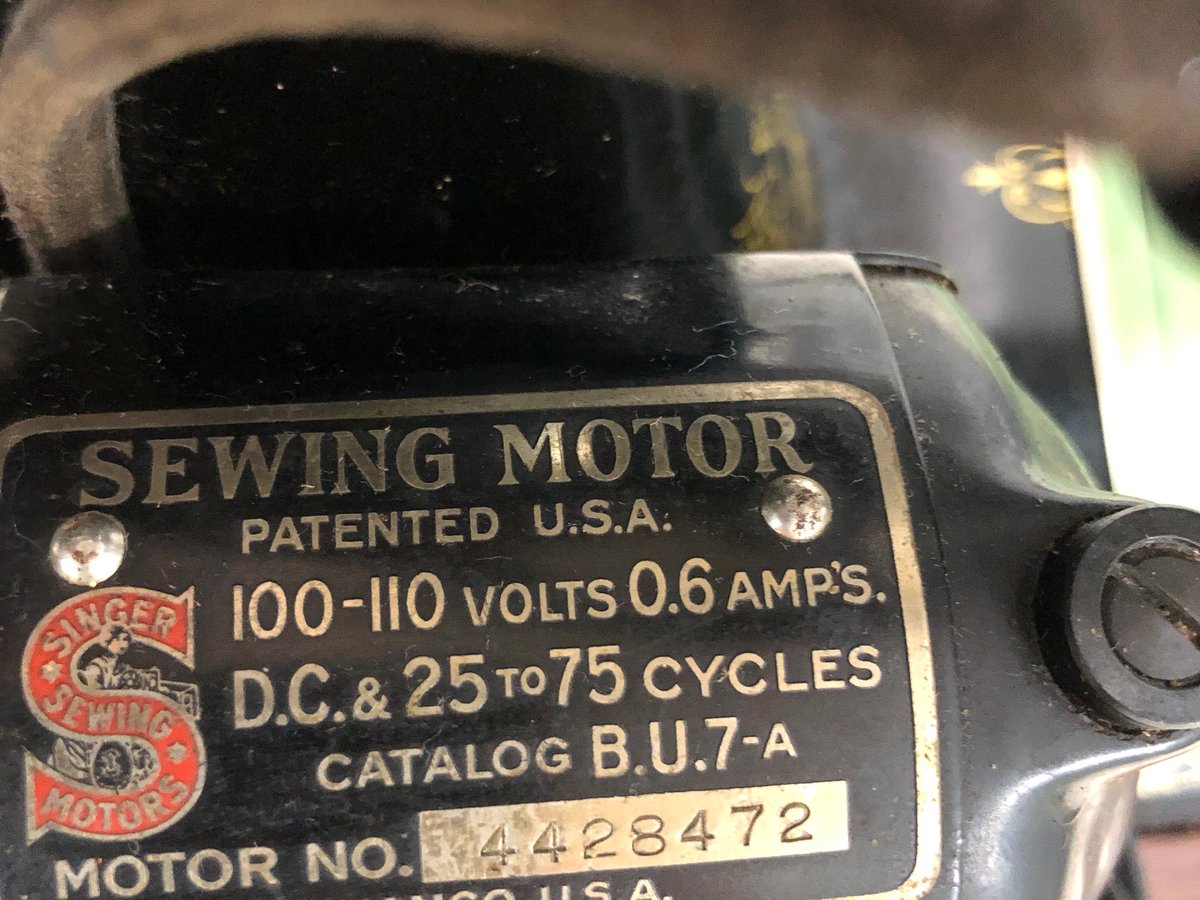 SEWING MOTOR
PATENTED U.S.A.
100-110 VOLTS 0.6 AMP'S.
D.C. & 25 TO 75 CYCLES
CATALOG B.U.7-A
SINGER
SEWING
MOTORS
MOTOR NO. 4428472
U.S.A.